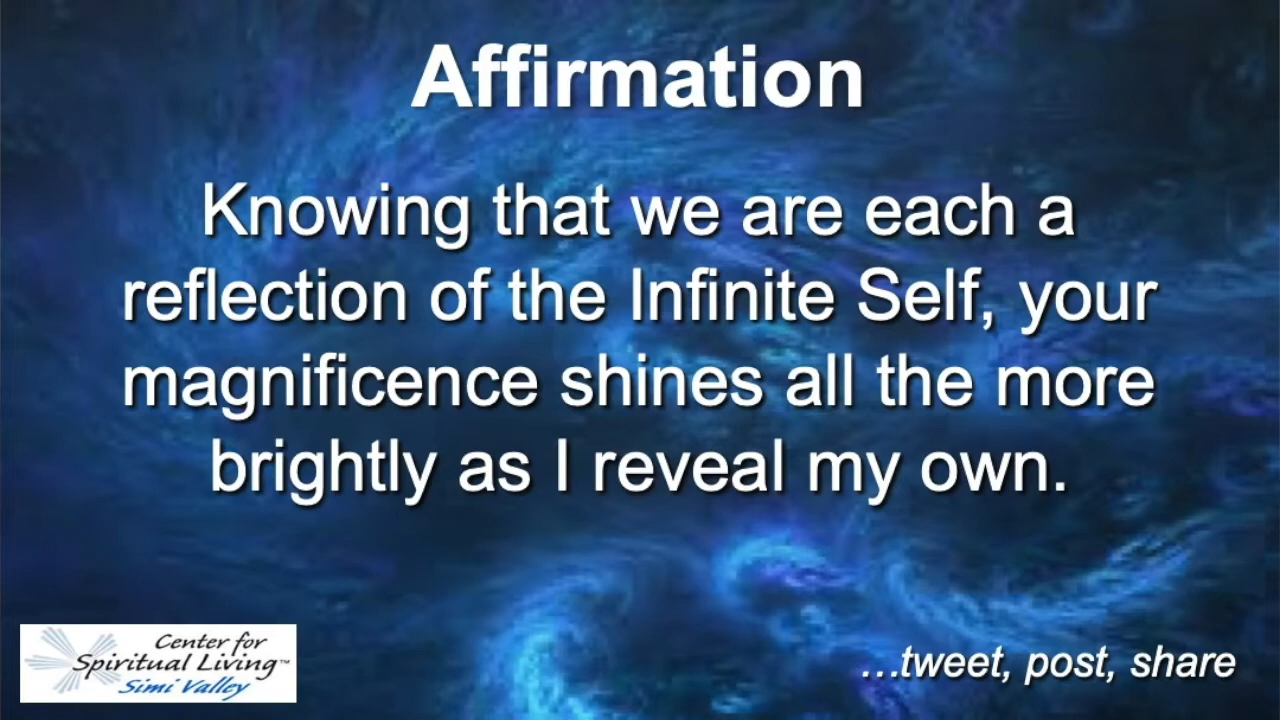 Affirmation
Knowing that we are each a
reflection of the Infinite Self, your
magnificence shines all the more
brightly as I reveal my own.
Center for
Spiritual Living™
Simi Valley
...tweet, post, share